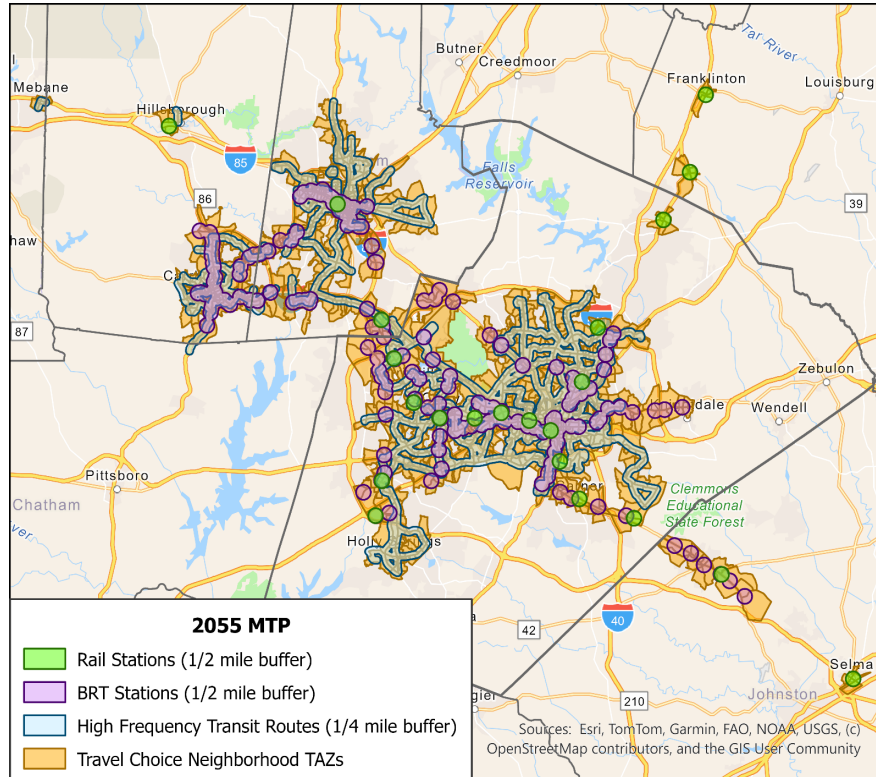 Butner
Creedmoor
Tar River
Franklinton
Louisburg
Mebane
Hillsborough
85
Falls
Reservoir
86
39
haw
87
Zebulon
dale
Wendell
Pittsboro
Chatham
Clemmons
Educational
State Forest
2055 MTP
Rail Stations (1/2 mile buffer)
BRT Stations (1/2 mile buffer)
High Frequency Transit Routes (1/4 mile buffer)
Travel Choice Neighborhood TAZs
42
40
210
Selma
Johnston
Sources: Esri, TomTom, Garmin, FAO, NOAA, USGS, (c)
OpenStreetMap contributors, and the GIS User Community